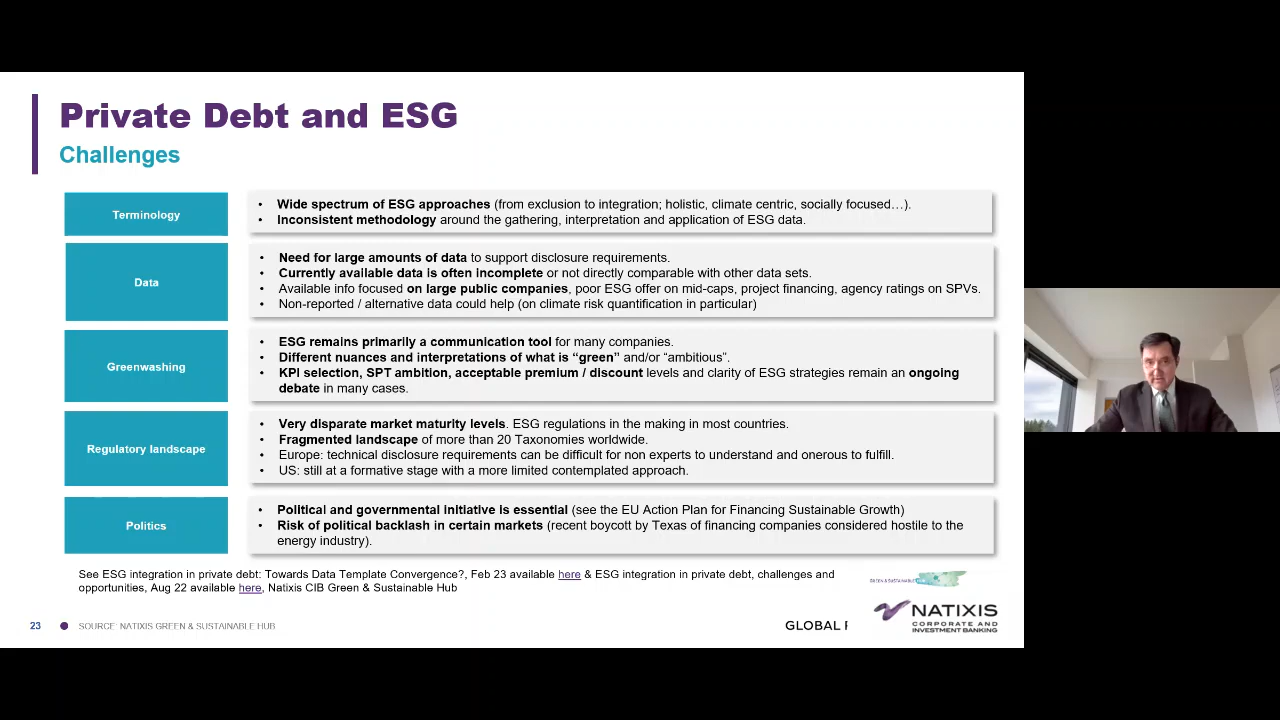 Private Debt and ESG
Challenges
Terminology
• Wide spectrum of ESG approaches (from exclusion to integration; holistic, climate centric, socially focused…).
• Inconsistent methodology around the gathering, interpretation and application of ESG data.
Data
• Need for large amounts of data to support disclosure requirements.
• Currently available data is often incomplete or not directly comparable with other data sets.
• Available info focused on large public companies, poor ESG offer on mid-caps, project financing, agency ratings on SPVs.
• Non-reported / alternative data could help (on climate risk quantification in particular)
Greenwashing
• ESG remains primarily a communication tool for many companies.
• Different nuances and interpretations of what is “green” and/or “ambitious”.
• KPI selection, SPT ambition, acceptable premium / discount levels and clarity of ESG strategies remain an ongoing
debate in many cases.
Regulatory landscape
• Very disparate market maturity levels. ESG regulations in the making in most countries.
• Fragmented landscape of more than 20 Taxonomies worldwide.
• Europe: technical disclosure requirements can be difficult for non experts to understand and onerous to fulfill.
• US: still at a formative stage with a more limited contemplated approach.
Politics
• Political and governmental initiative is essential (see the EU Action Plan for Financing Sustainable Growth)
• Risk of political backlash in certain markets (recent boycott by Texas of financing companies considered hostile to the
energy industry).
See ESG integration in private debt: Towards Data Template Convergence?, Feb 23 available here & ESG integration in private debt, challenges and
opportunities, Aug 22 available here, Natixis CIB Green & Sustainable Hub
GREEN & SUSTAINABLE HUB
23 SOURCE: NATIXIS GREEN & SUSTAINABLE HUB
GLOBAL
NATIXIS
CORPORATE AND
INVESTMENT BANKING